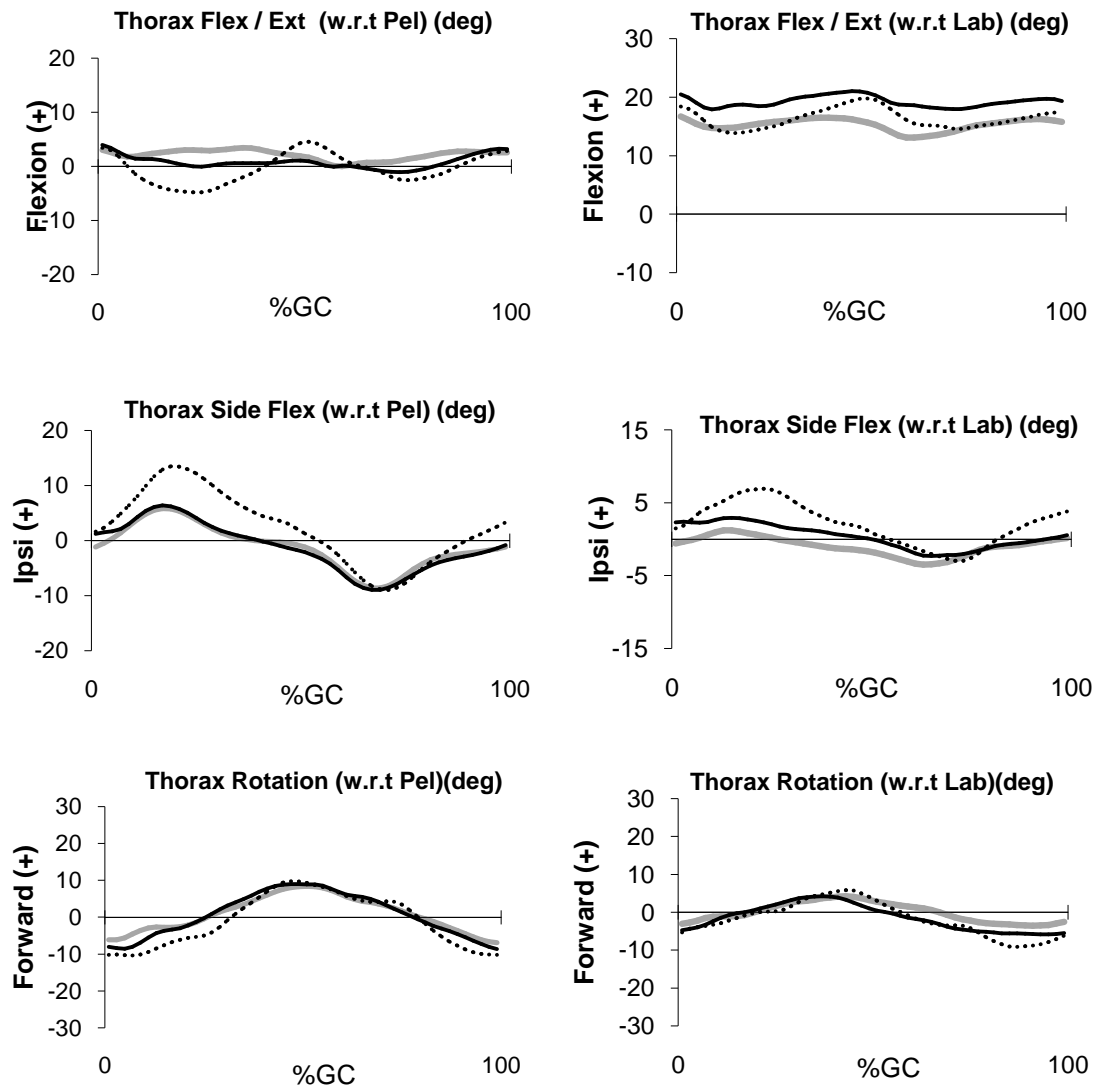 Thorax Flex / Ext (w.r.t Pel) (deg)
20
10
0
-10
-20
Flexion (+)
0
%GC
100
Thorax Flex / Ext (w.r.t Lab) (deg)
30
20
10
0
-10
Flexion (+)
0
%GC
100
Thorax Side Flex (w.r.t Pel) (deg)
20
10
0
-10
-20
Ipsi (+)
0
%GC
100
Thorax Side Flex (w.r.t Lab) (deg)
15
5
-5
-15
Ipsi (+)
0
%GC
100
Thorax Rotation (w.r.t Pel)(deg)
30
20
10
0
-10
-20
-30
Forward (+)
0
%GC
100
Thorax Rotation (w.r.t Lab)(deg)
30
20
10
0
-10
-20
-30
Forward (+)
0
%GC
100